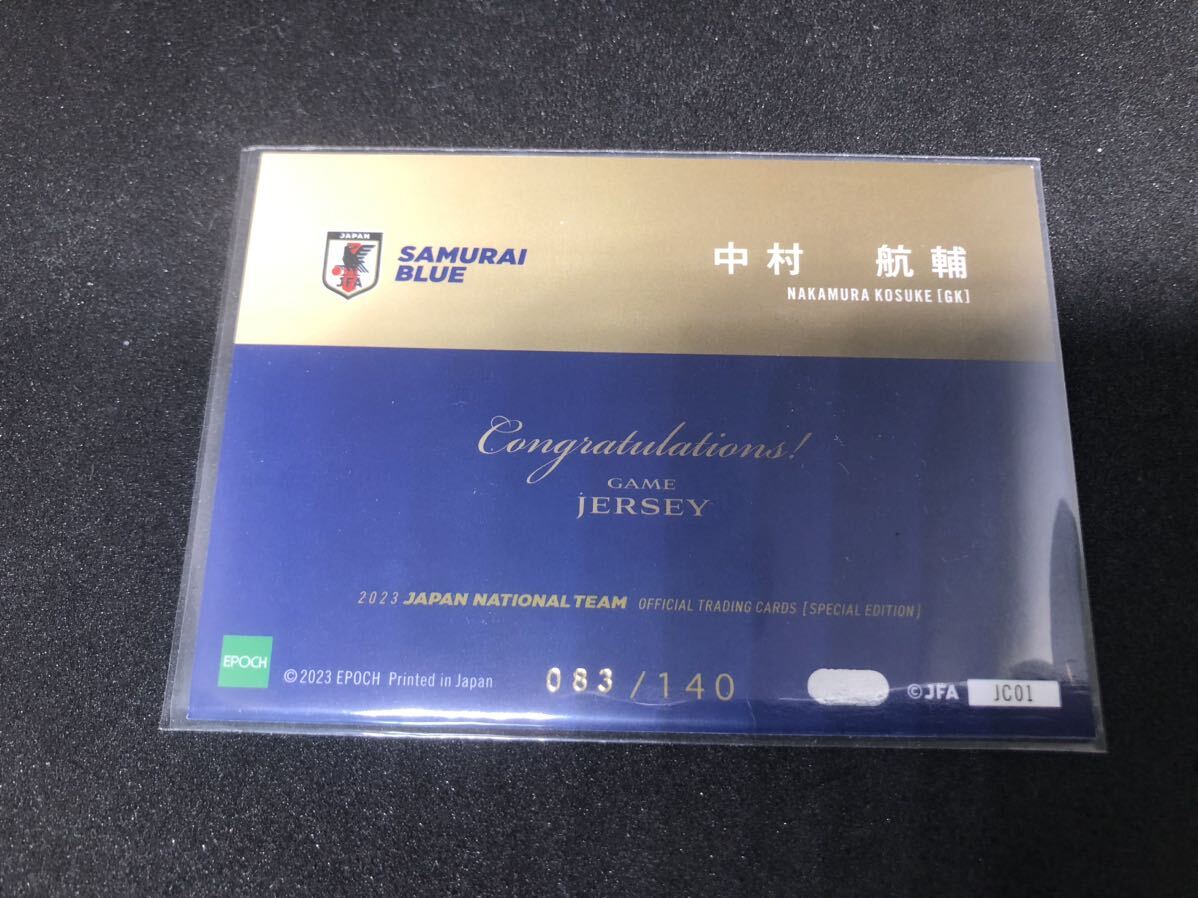 JAPAN
JFA
SAMURAI
BLUE
中村 航輔
NAKAMURA KOSUKE [GK]
Congratulations!
GAME
JERSEY
2023 JAPAN NATIONAL TEAM OFFICIAL TRADING CARDS [SPECIAL EDITION]
EPOCH
©2023 EPOCH Printed in Japan
083/140
©JFA
JC01